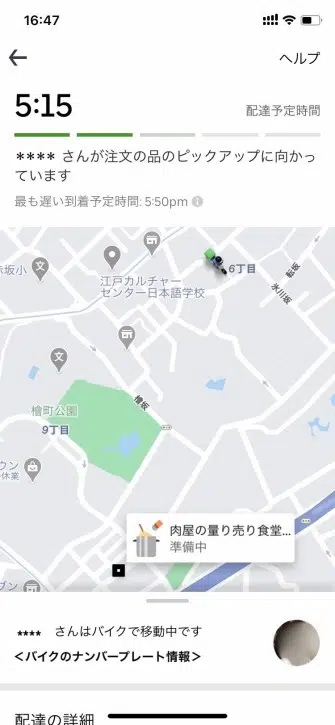 16:47
ヘルプ
5:15
配達予定時間
**** さんが注文の品のピックアップに向かっ
ています
最も遅い到着予定時間: 5:50pm
坂小
文
6丁目
転坂
氷川坂
江戸カルチャー
センター日本語学校
文
檜町公園
9丁目
檜坂
ウン
休業
肉屋の量り売り食堂...
準備中
ブン
**** さんはバイクで移動中です
<バイクのナンバープレート情報>
配達の詳細